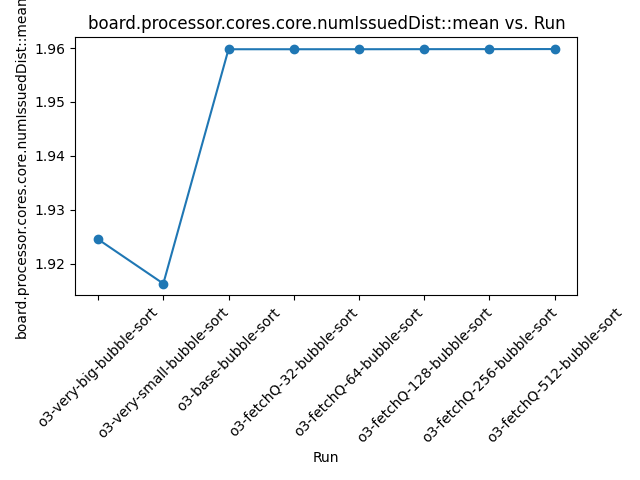 board.processor.cores.core.numIssuedDist::mean vs. Run
board.processor.cores.core.numIssuedDist::mean
1.96
1.95
1.94
1.93
1.92
o3-very-big-bubble-sort
o3-very-small-bubble-sort
o3-base-bubble-sort
o3-fetchQ-32-bubble-sort
o3-fetchQ-64-bubble-sort
o3-fetchQ-128-bubble-sort
o3-fetchQ-256-bubble-sort
o3-fetchQ-512-bubble-sort
Run